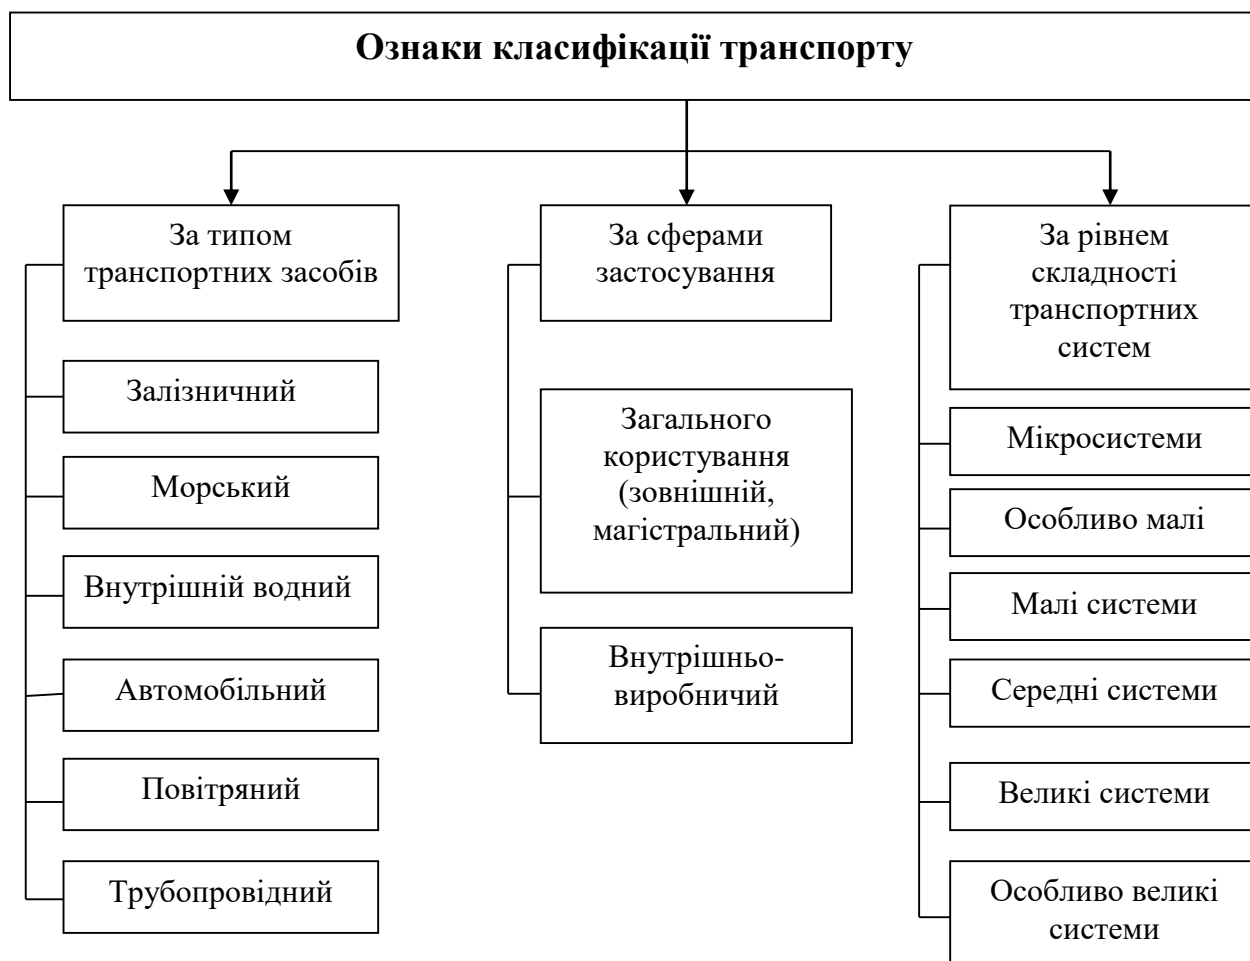 Ознаки класифікації транспорту
За типом
транспортних засобів
Залізничний
Морський
Внутрішній водний
Автомобільний
Повітряний
Трубопровідний
За сферами
застосування
Загального
користування
(зовнішній,
магістральний)
Внутрішньо-
виробничий
За рівнем
складності
транспортних
систем
Мікросистеми
Особливо малі
Малі системи
Середні системи
Великі системи
Особливо великі
системи